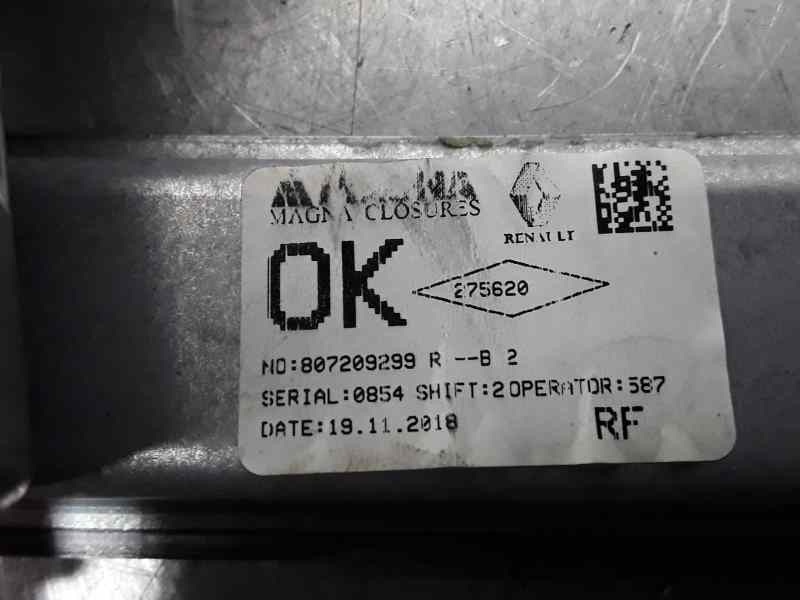 MAGNA
MAGNA CLOSURES
RENAULT
OK
275620
NO:807209299 R --B 2
SERIAL:0854 SHIFT:2 OPERATOR:587
DATE:19.11.2018
RF